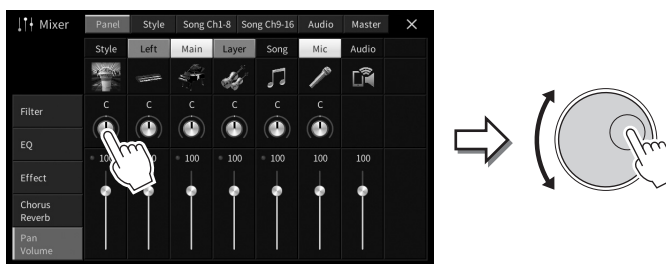 Mixer
Panel Style Song Ch1-8 Song Ch9-16 Audio Master
Style Left Main Layer Song Mic Audio
C C C C C C
Filter
EQ
100 100 100 100 100 100
Effect
Chorus
Reverb
Pan
Volume